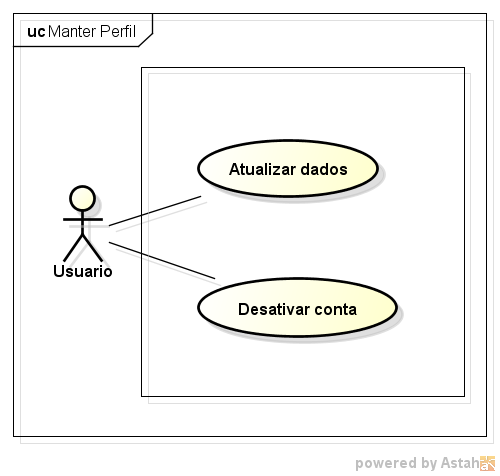 uc Manter Perfil
Atualizar dados
Usuario
Desativar conta
powered by Astah